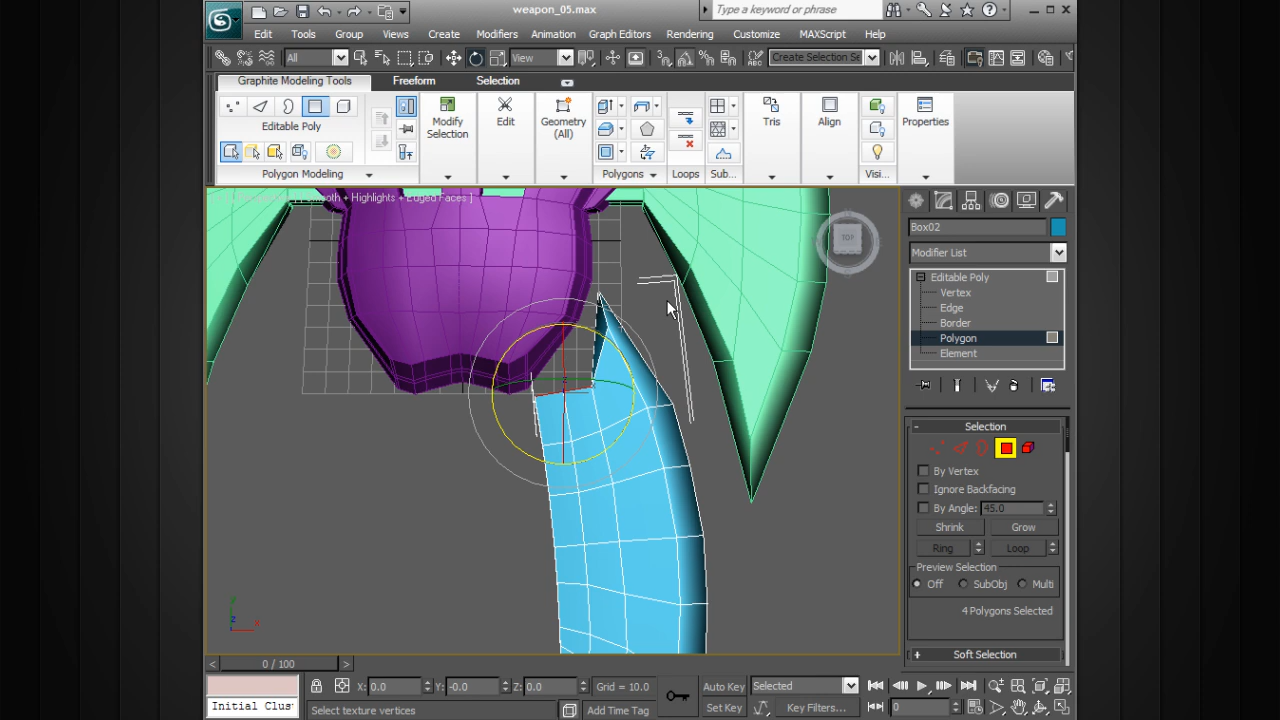 weapon_05.max
Type a keyword or phrase
Edit Tools Group Views Create Modifiers Animation Graph Editors Rendering Customize MAXScript Help
All View Create Selection Se
Graphite Modeling Tools Freeform Selection
Editable Poly
Modify Selection
Edit
Geometry (All)
Tris
Align
Properties
Polygon Modeling Polygons Loops Sub... Visi...
Smooth + Highlights + Edged Faces ]
TOP
Box02
Modifier List
Editable Poly
Vertex
Edge
Border
Polygon
Element
- Selection
By Vertex
Ignore Backfacing
By Angle: 45.0
Shrink Grow
Ring Loop
Preview Selection
Off SubObj Multi
4 Polygons Selected
+ Soft Selection
y
z x
< 0 / 100 >
X: 0.0 Y: -0.0 Z: 0.0 Grid = 10.0 Auto Key Selected
Initial Clus Select texture vertices Add Time Tag Set Key Key Filters... 0